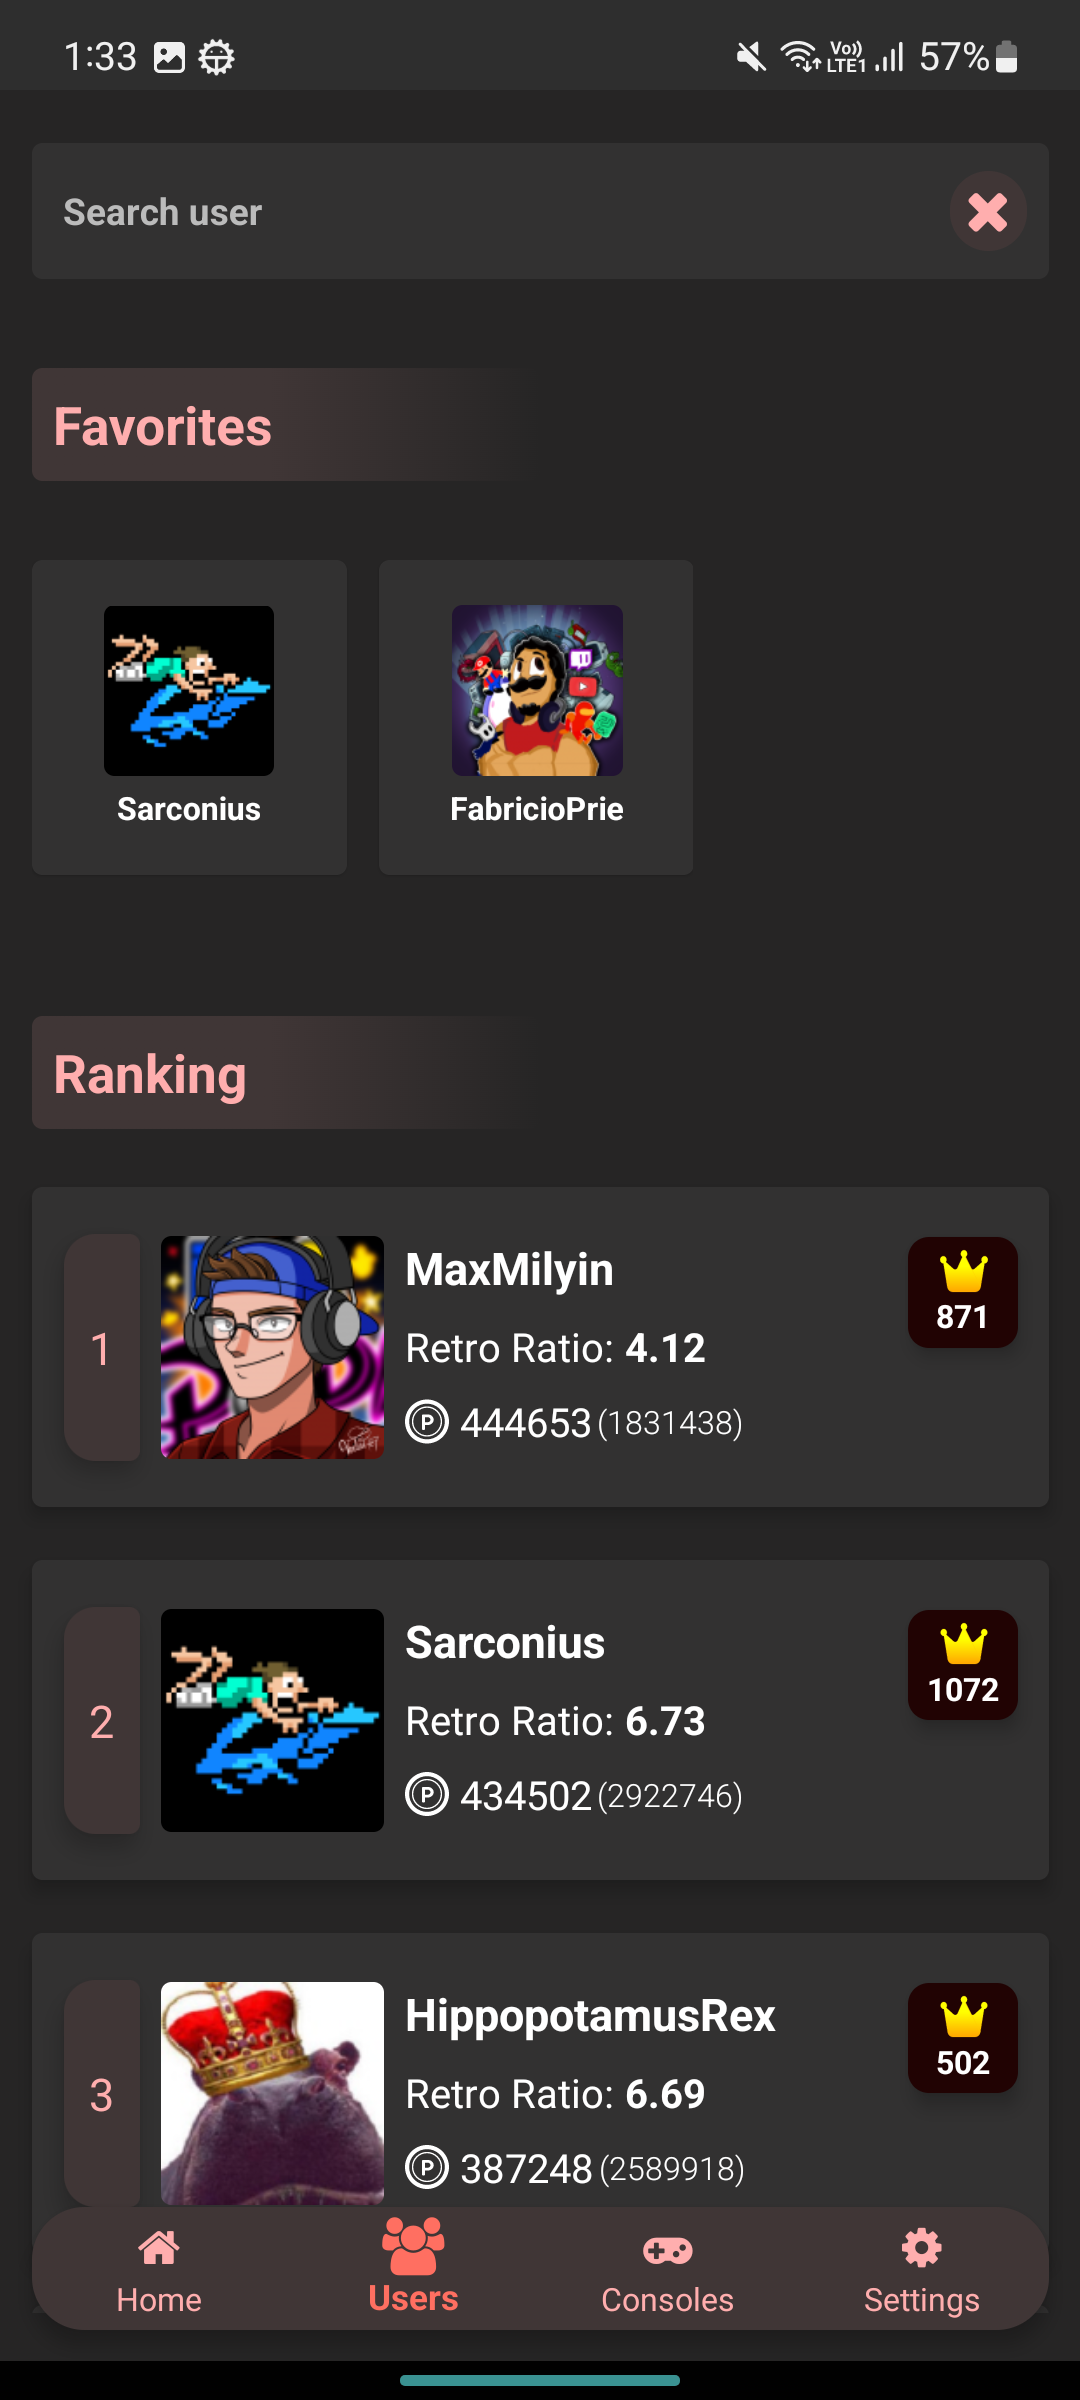 1:33 Vo)) LTE1 57%
Search user
Favorites
Sarconius FabricioPrie
Ranking
1
MaxMilyin
Retro Ratio: 4.12
P 444653 (1831438)
871
2
Sarconius
Retro Ratio: 6.73
P 434502 (2922746)
1072
3
HippopotamusRex
Retro Ratio: 6.69
P 387248 (2589918)
502
Home Users Consoles Settings